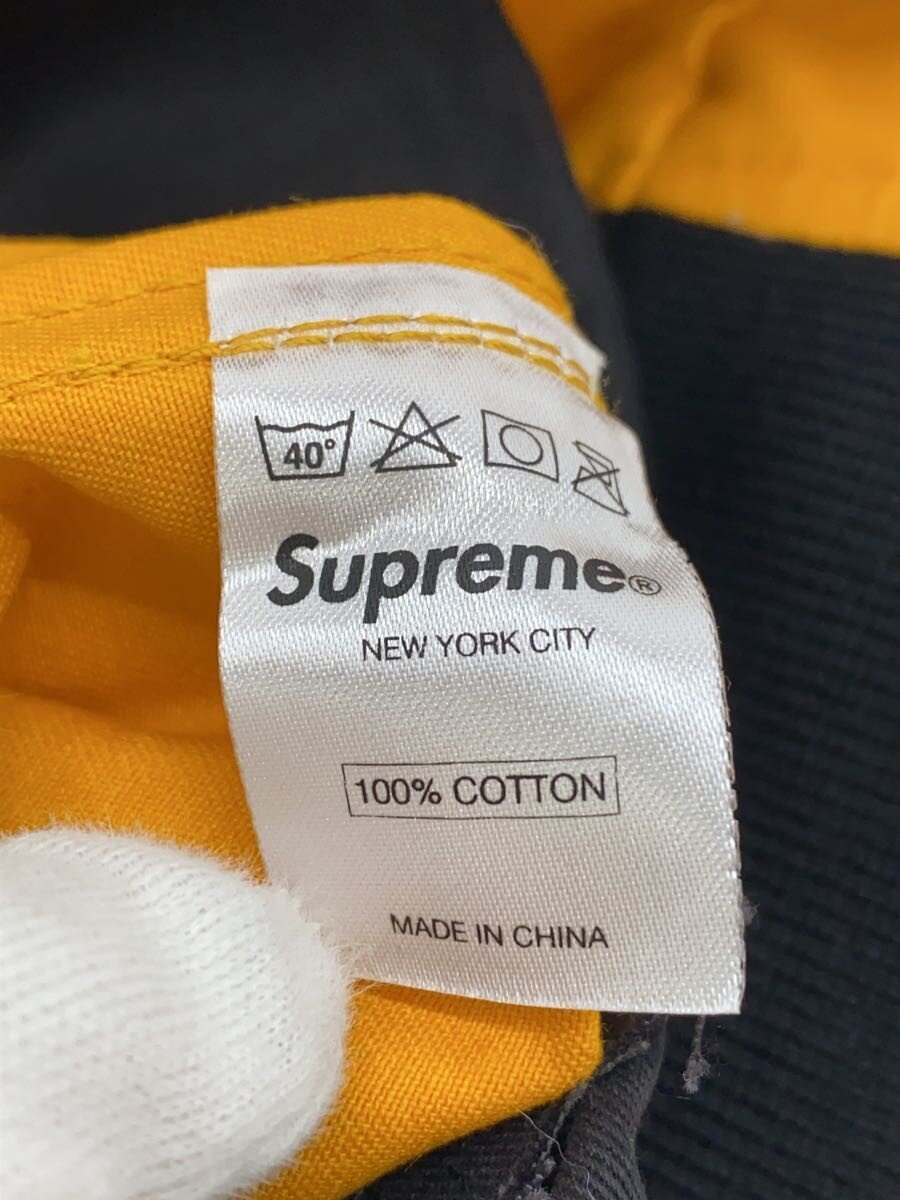 40°
Supreme®
NEW YORK CITY
100% COTTON
MADE IN CHINA